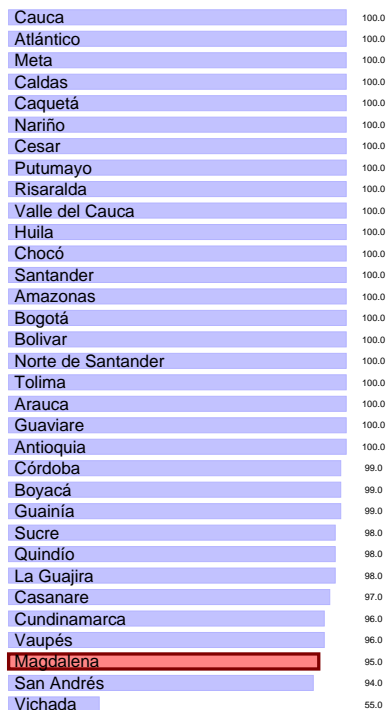 Cauca 100.0
Atlántico 100.0
Meta 100.0
Caldas 100.0
Caquetá 100.0
Nariño 100.0
Cesar 100.0
Putumayo 100.0
Risaralda 100.0
Valle del Cauca 100.0
Huila 100.0
Chocó 100.0
Santander 100.0
Amazonas 100.0
Bogotá 100.0
Bolivar 100.0
Norte de Santander 100.0
Tolima 100.0
Arauca 100.0
Guaviare 100.0
Antioquia 100.0
Córdoba 99.0
Boyacá 99.0
Guainía 99.0
Sucre 98.0
Quindío 98.0
La Guajira 98.0
Casanare 97.0
Cundinamarca 96.0
Vaupés 96.0
Magdalena 95.0
San Andrés 94.0
Vichada 55.0